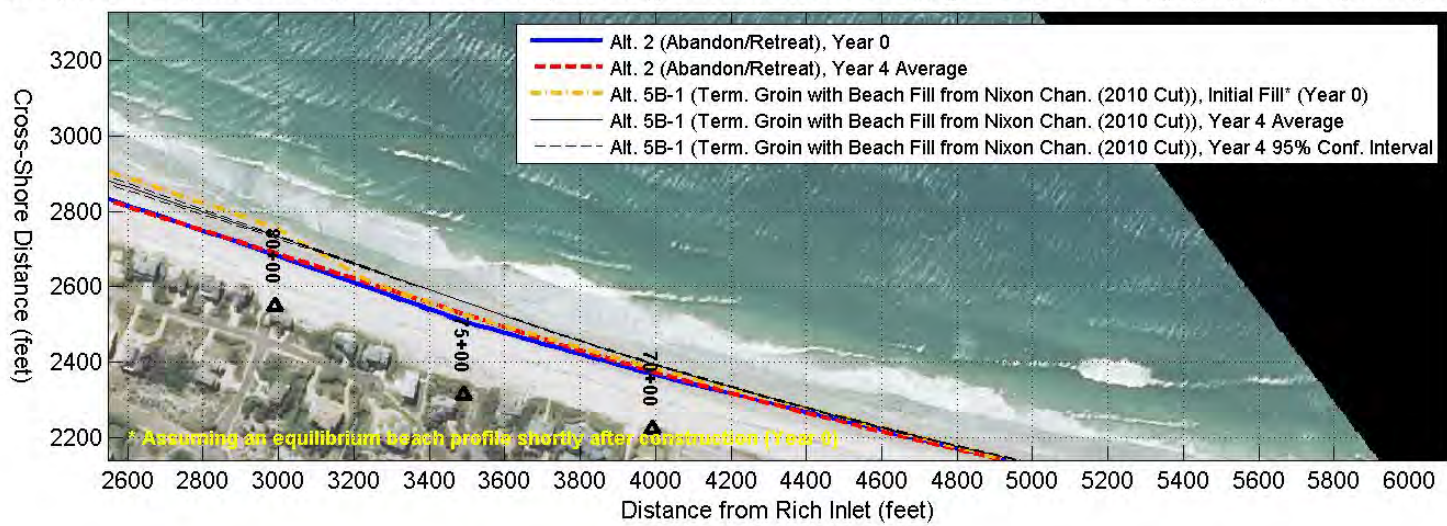 Alt. 2 (Abandon/Retreat), Year 0
Alt. 2 (Abandon/Retreat), Year 4 Average
Alt. 5B-1 (Term. Groin with Beach Fill from Nixon Chan. (2010 Cut)), Initial Fill* (Year 0)
Alt. 5B-1 (Term. Groin with Beach Fill from Nixon Chan. (2010 Cut)), Year 4 Average
Alt. 5B-1 (Term. Groin with Beach Fill from Nixon Chan. (2010 Cut)), Year 4 95% Conf. Interval
Cross-Shore Distance (feet)
3200
3000
2800
2600
2400
2200
80+00
75+00
70+00
* Assuming an equilibrium beach profile shortly after construction (Year 0)
2600 2800 3000 3200 3400 3600 3800 4000 4200 4400 4600 4800 5000 5200 5400 5600 5800 6000
Distance from Rich Inlet (feet)